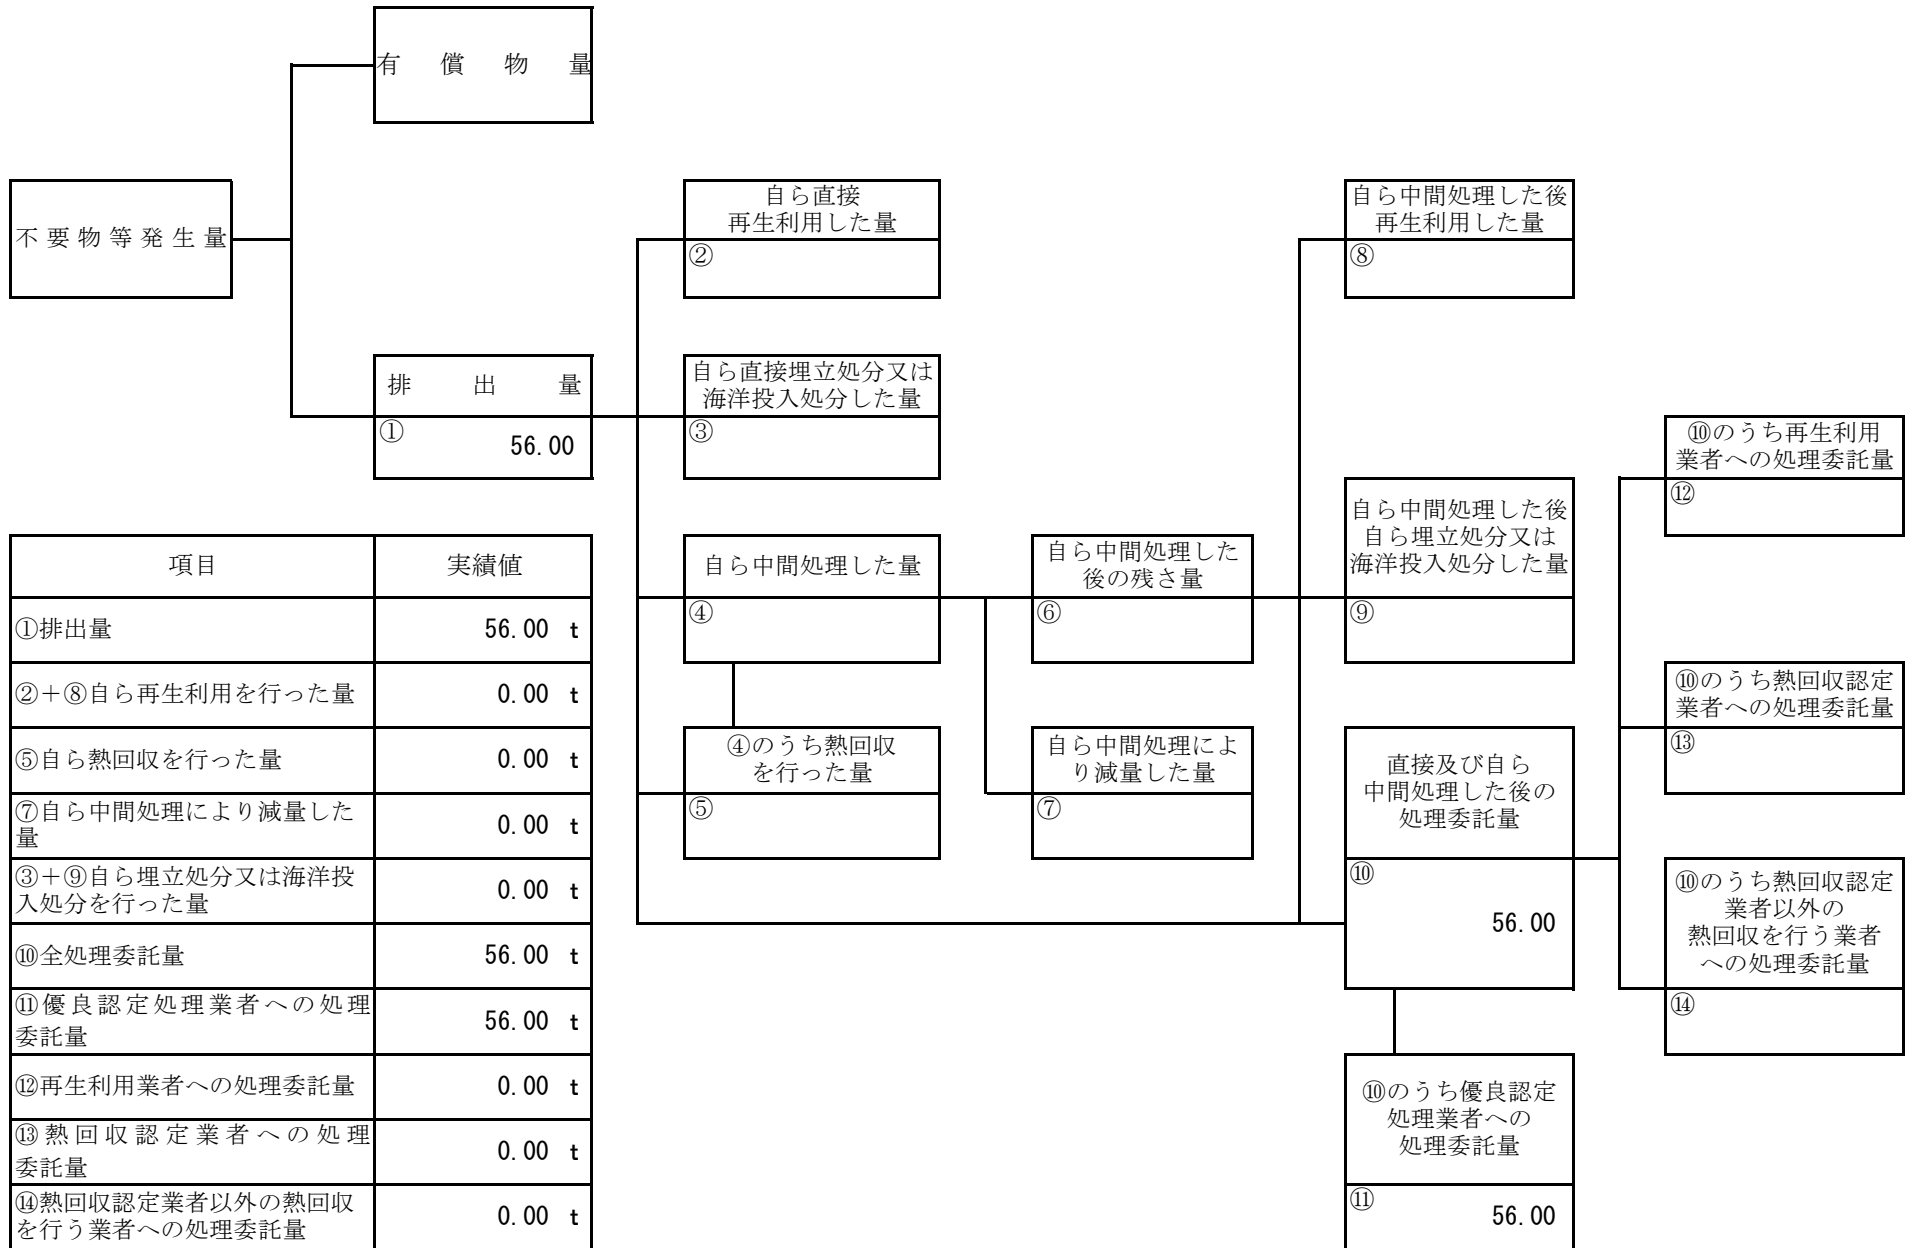 有償物量
不要物等発生量
自ら直接
再生利用した量
②
自ら中間処理した後
再生利用した量
⑧
排出量
① 56.00
自ら直接埋立処分又は
海洋投入処分した量
③
⑩のうち再生利用
業者への処理委託量
⑫
自ら中間処理した量
④
自ら中間処理した
後の残さ量
⑥
自ら中間処理した後
自ら埋立処分又は
海洋投入処分した量
⑨
⑩のうち熱回収認定
業者への処理委託量
⑬
④のうち熱回収
を行った量
⑤
自ら中間処理によ
り減量した量
⑦
直接及び自ら
中間処理した後の
処理委託量
⑩
56.00
⑩のうち熱回収認定
業者以外の
熱回収を行う業者
への処理委託量
⑭
⑩のうち優良認定
処理業者への
処理委託量
⑪ 56.00
項目 実績値
①排出量 56.00 t
②＋⑧自ら再生利用を行った量 0.00 t
⑤自ら熱回収を行った量 0.00 t
⑦自ら中間処理により減量した
量 0.00 t
③＋⑨自ら埋立処分又は海洋投
入処分を行った量 0.00 t
⑩全処理委託量 56.00 t
⑪優良認定処理業者への処理
委託量 56.00 t
⑫再生利用業者への処理委託量 0.00 t
⑬熱回収認定業者への処理
委託量 0.00 t
⑭熱回収認定業者以外の熱回収
を行う業者への処理委託量 0.00 t